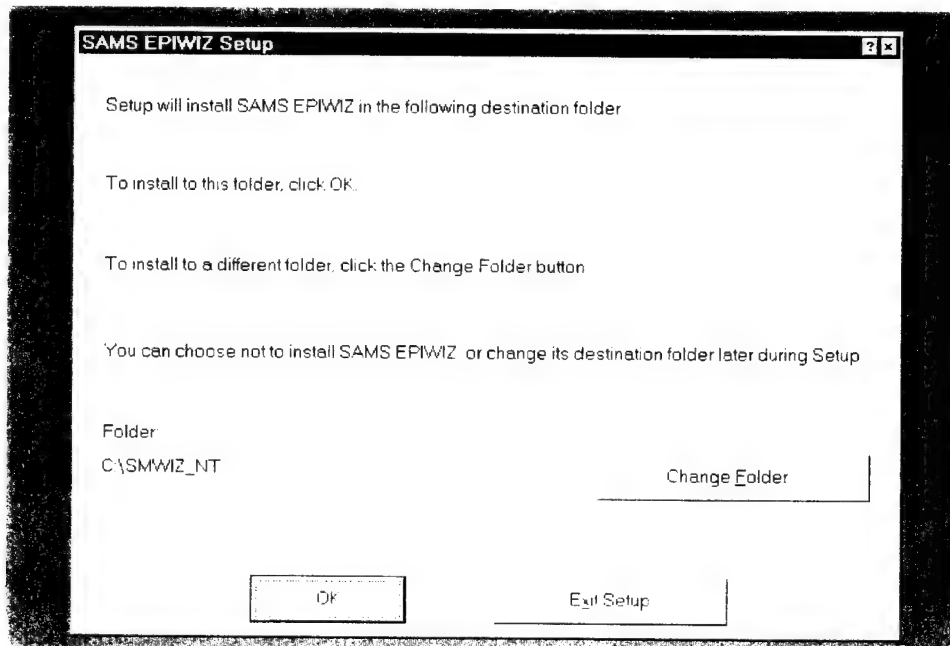 SAMS EPIWIZ Setup
Setup will install SAMS EPIWIZ in the following destination folder
To install to this folder, click OK.
To install to a different folder, click the Change Folder button
You can choose not to install SAMS EPIWIZ or change its destination folder later during Setup
Folder:
C:\SMWIZ_NT
Change Folder
OK
Exit Setup